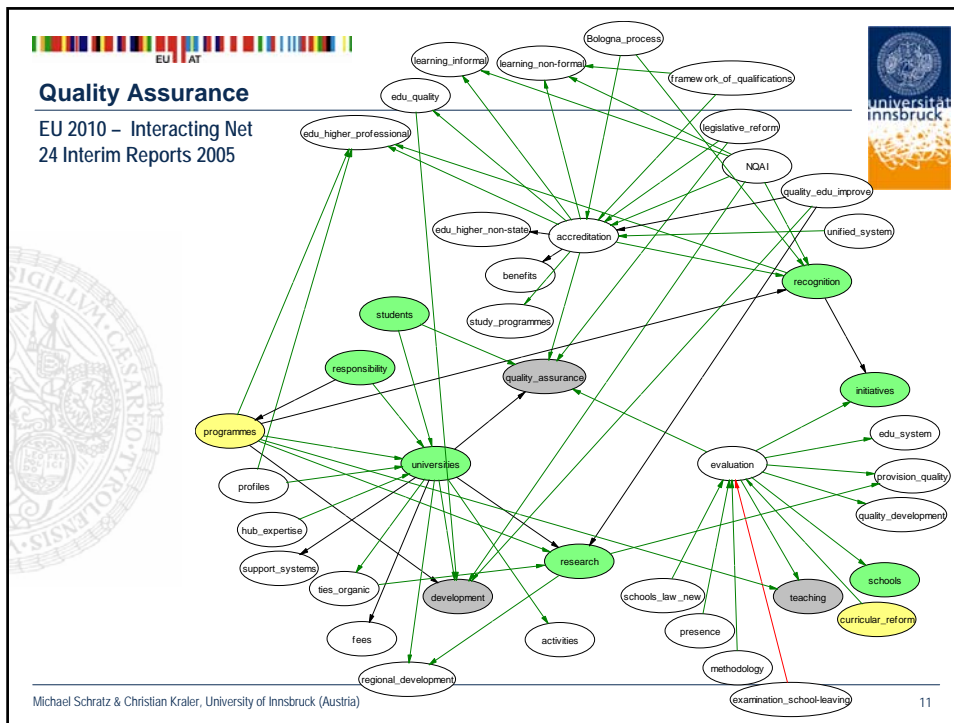 EU AT
Quality Assurance
EU 2010 – Interacting Net
24 Interim Reports 2005
universität
innsbruck
Bologna_process
learning_informal
learning_non-formal
framework_of_qualifications
edu_quality
edu_higher_professional
legislative_reform
NQAI
quality_edu_improve
edu_higher_non-state
accreditation
unified_system
benefits
recognition
students
study_programmes
responsibility
quality_assurance
initiatives
programmes
edu_system
universities
evaluation
provision_quality
profiles
quality_development
hub_expertise
support_systems
research
schools
ties_organic
development
schools_law_new
teaching
curricular_reform
fees
activities
presence
methodology
regional_development
examination_school-leaving
SIGILLVM
CESAREO
TY
Michael Schratz & Christian Kraler, University of Innsbruck (Austria)
11